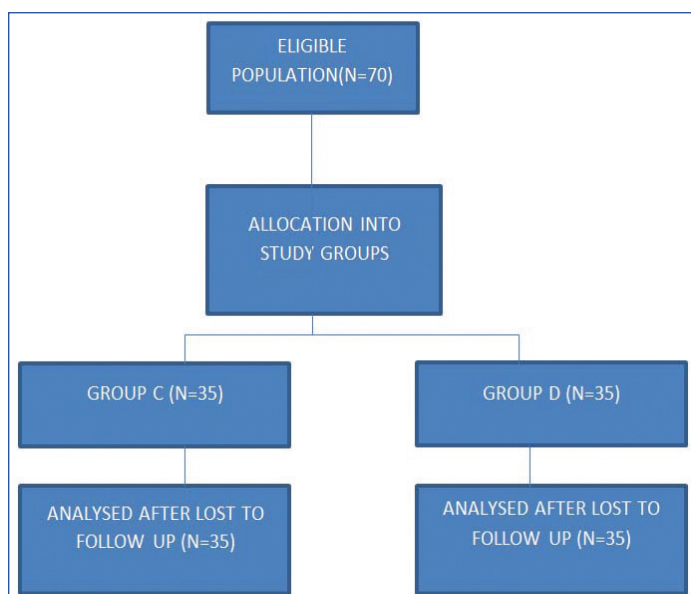 ELIGIBLE
POPULATION(N=70)
ALLOCATION INTO
STUDY GROUPS
GROUP C (N=35)
GROUP D (N=35)
ANALYSED AFTER LOST TO
FOLLOW UP (N=35)
ANALYSED AFTER LOST TO
FOLLOW UP (N=35)